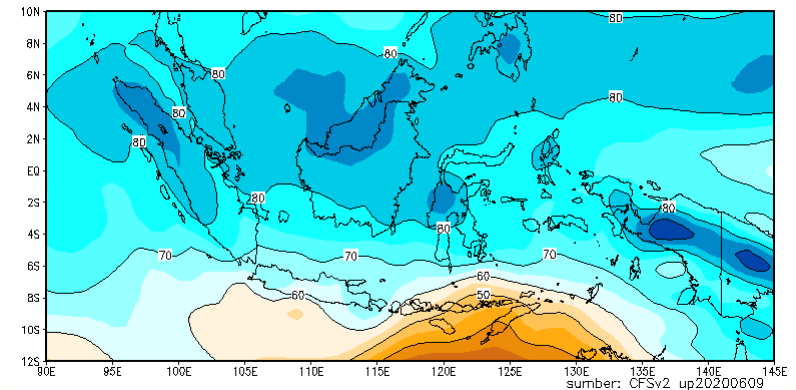 10N
80
8N
80
80
6N
80
4N
80
80
2N
80
EQ
2S
80
80
80
4S
70
70
70
6S
60
8S
60
50
10S
12S
90E
95E
100E
105E
110E
115E
120E
125E
130E
135E
140E
145E
sumber: CFSv2 up20200609